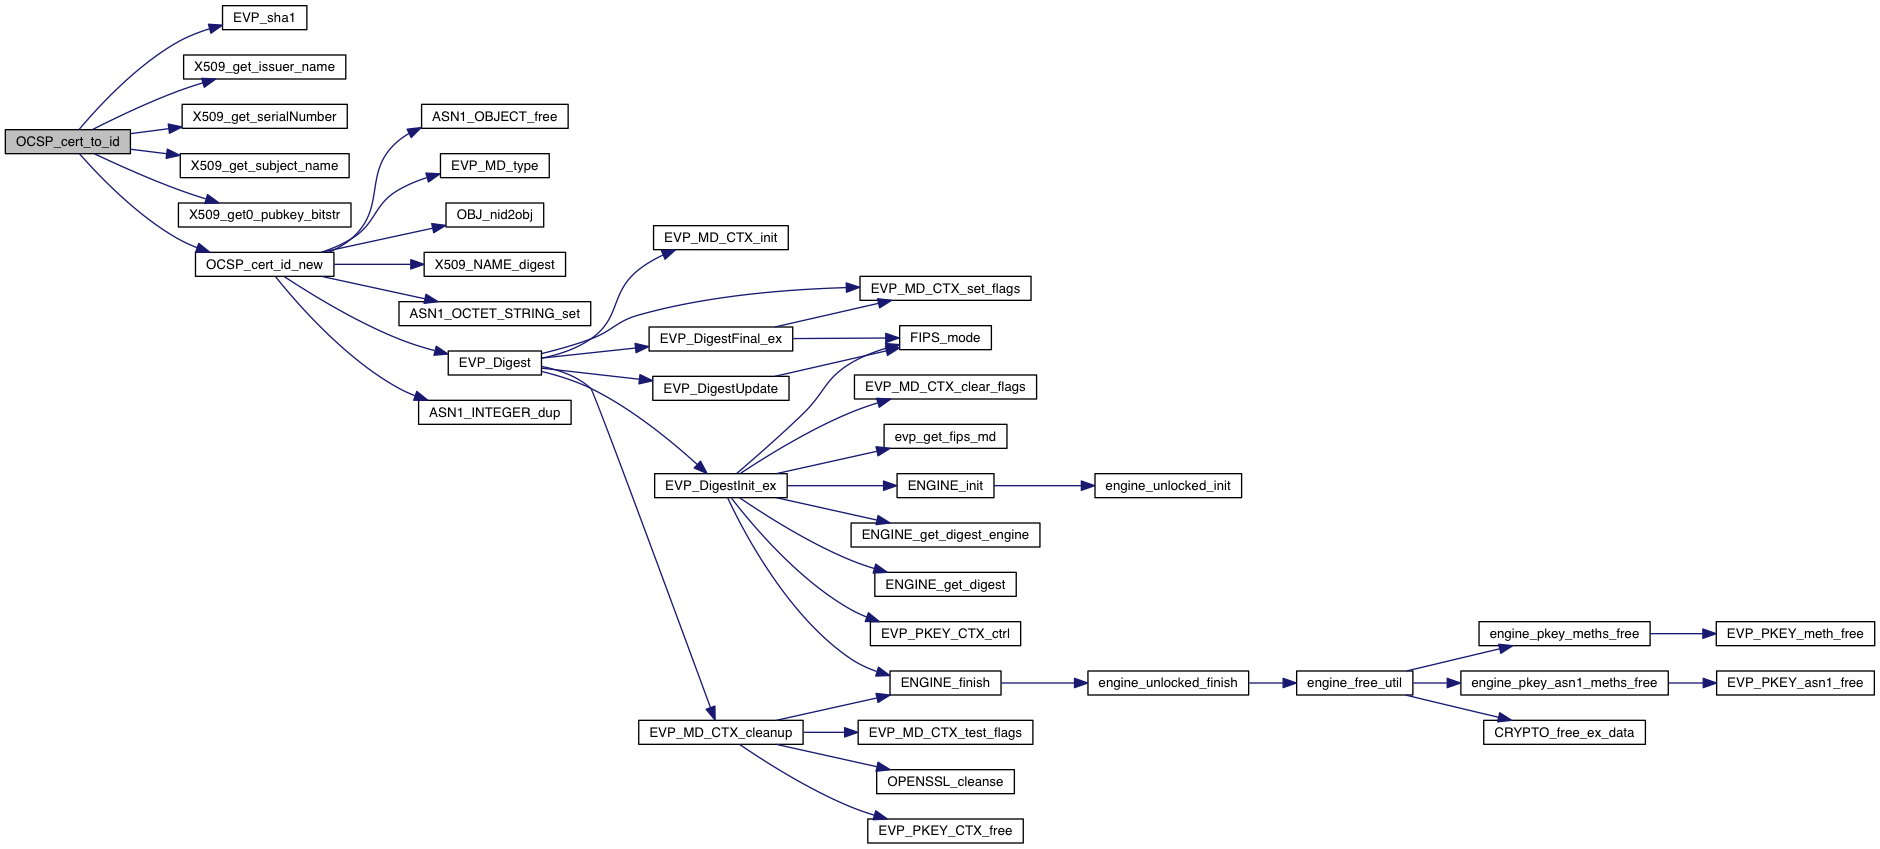 EVP_sha1
X509_get_issuer_name
X509_get_serialNumber
OCSP_cert_to_id
X509_get_subject_name
X509_get0_pubkey_bitstr
OCSP_cert_id_new
ASN1_OBJECT_free
EVP_MD_type
OBJ_nid2obj
X509_NAME_digest
ASN1_OCTET_STRING_set
EVP_Digest
ASN1_INTEGER_dup
EVP_MD_CTX_init
EVP_MD_CTX_set_flags
EVP_DigestFinal_ex
FIPS_mode
EVP_DigestUpdate
EVP_MD_CTX_clear_flags
evp_get_fips_md
EVP_DigestInit_ex
ENGINE_init
engine_unlocked_init
ENGINE_get_digest_engine
ENGINE_get_digest
EVP_PKEY_CTX_ctrl
ENGINE_finish
engine_unlocked_finish
engine_free_util
engine_pkey_meths_free
EVP_PKEY_meth_free
engine_pkey_asn1_meths_free
EVP_PKEY_asn1_free
CRYPTO_free_ex_data
EVP_MD_CTX_cleanup
EVP_MD_CTX_test_flags
OPENSSL_cleanse
EVP_PKEY_CTX_free